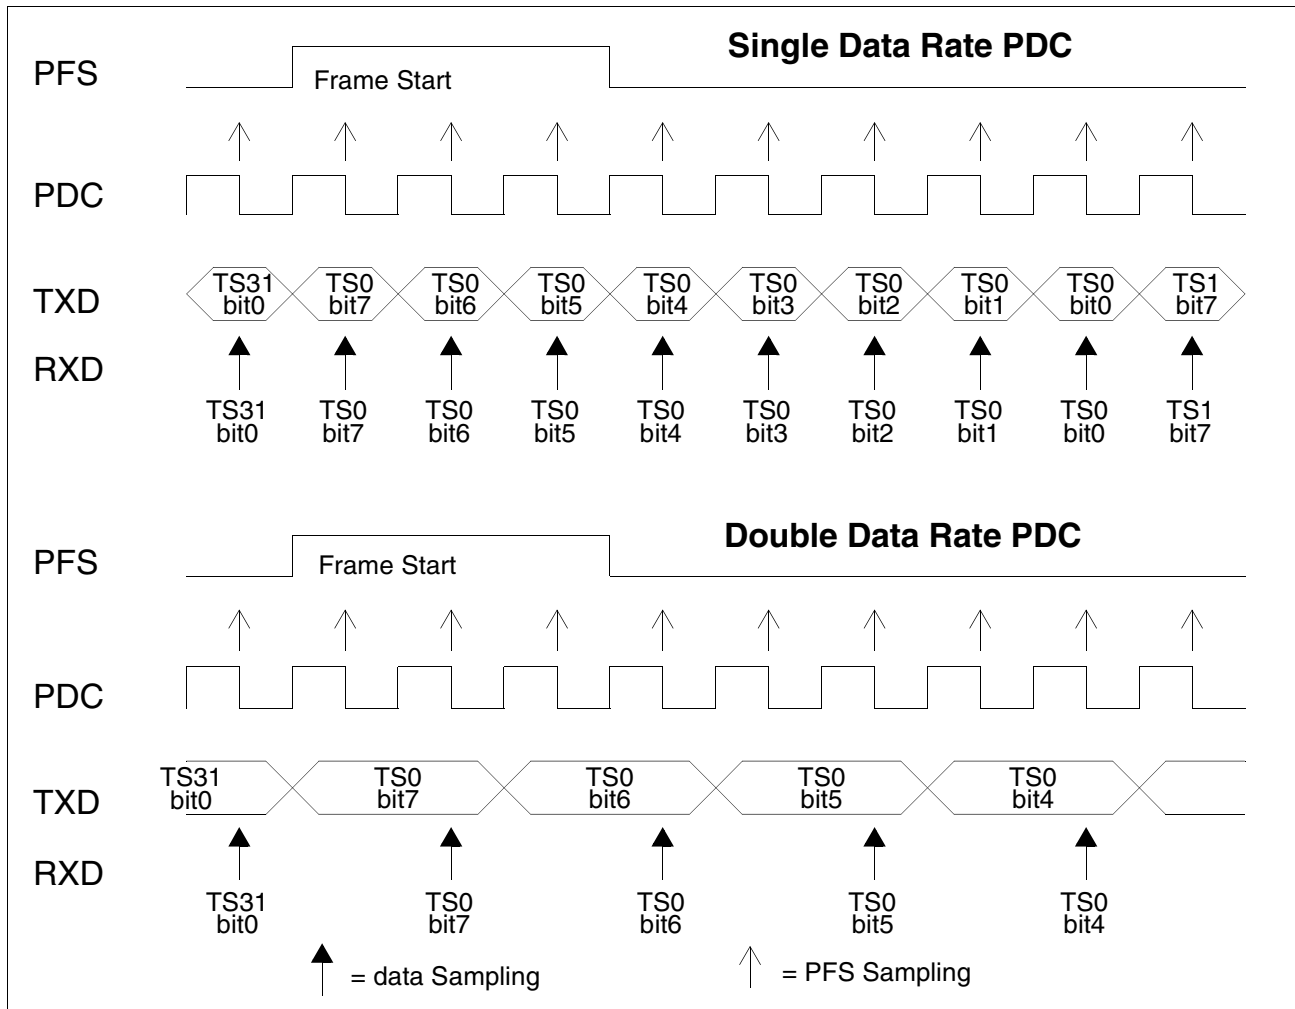 Single Data Rate PDC
PFS
Frame Start
PDC
TXD
TS31 TS0 TS0 TS0 TS0 TS0 TS0 TS0 TS0 TS1
bit0 bit7 bit6 bit5 bit4 bit3 bit2 bit1 bit0 bit7
RXD
TS31 TS0 TS0 TS0 TS0 TS0 TS0 TS0 TS0 TS1
bit0 bit7 bit6 bit5 bit4 bit3 bit2 bit1 bit0 bit7
Double Data Rate PDC
PFS
Frame Start
PDC
TXD
TS31 TS0 TS0 TS0 TS0
bit0 bit7 bit6 bit5 bit4
RXD
TS31 TS0 TS0 TS0 TS0
bit0 bit7 bit6 bit5 bit4
= data Sampling
= PFS Sampling